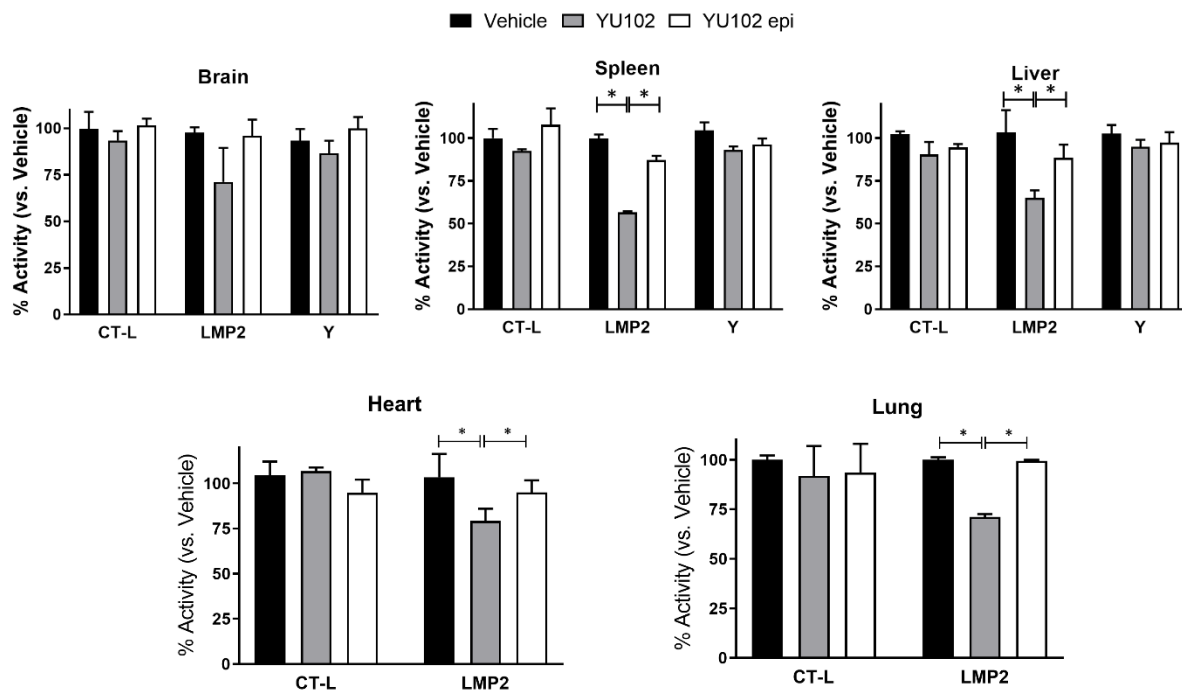 Vehicle YU102 YU102 epi
Brain
% Activity (vs. Vehicle)
100
75
50
25
0
CT-L LMP2 Y
Spleen
* *
% Activity (vs. Vehicle)
100
75
50
25
0
CT-L LMP2 Y
Liver
* *
% Activity (vs. Vehicle)
100
75
50
25
0
CT-L LMP2 Y
Heart
* *
% Activity (vs. Vehicle)
100
75
50
25
0
CT-L LMP2
Lung
* *
% Activity (vs. Vehicle)
100
75
50
25
0
CT-L LMP2